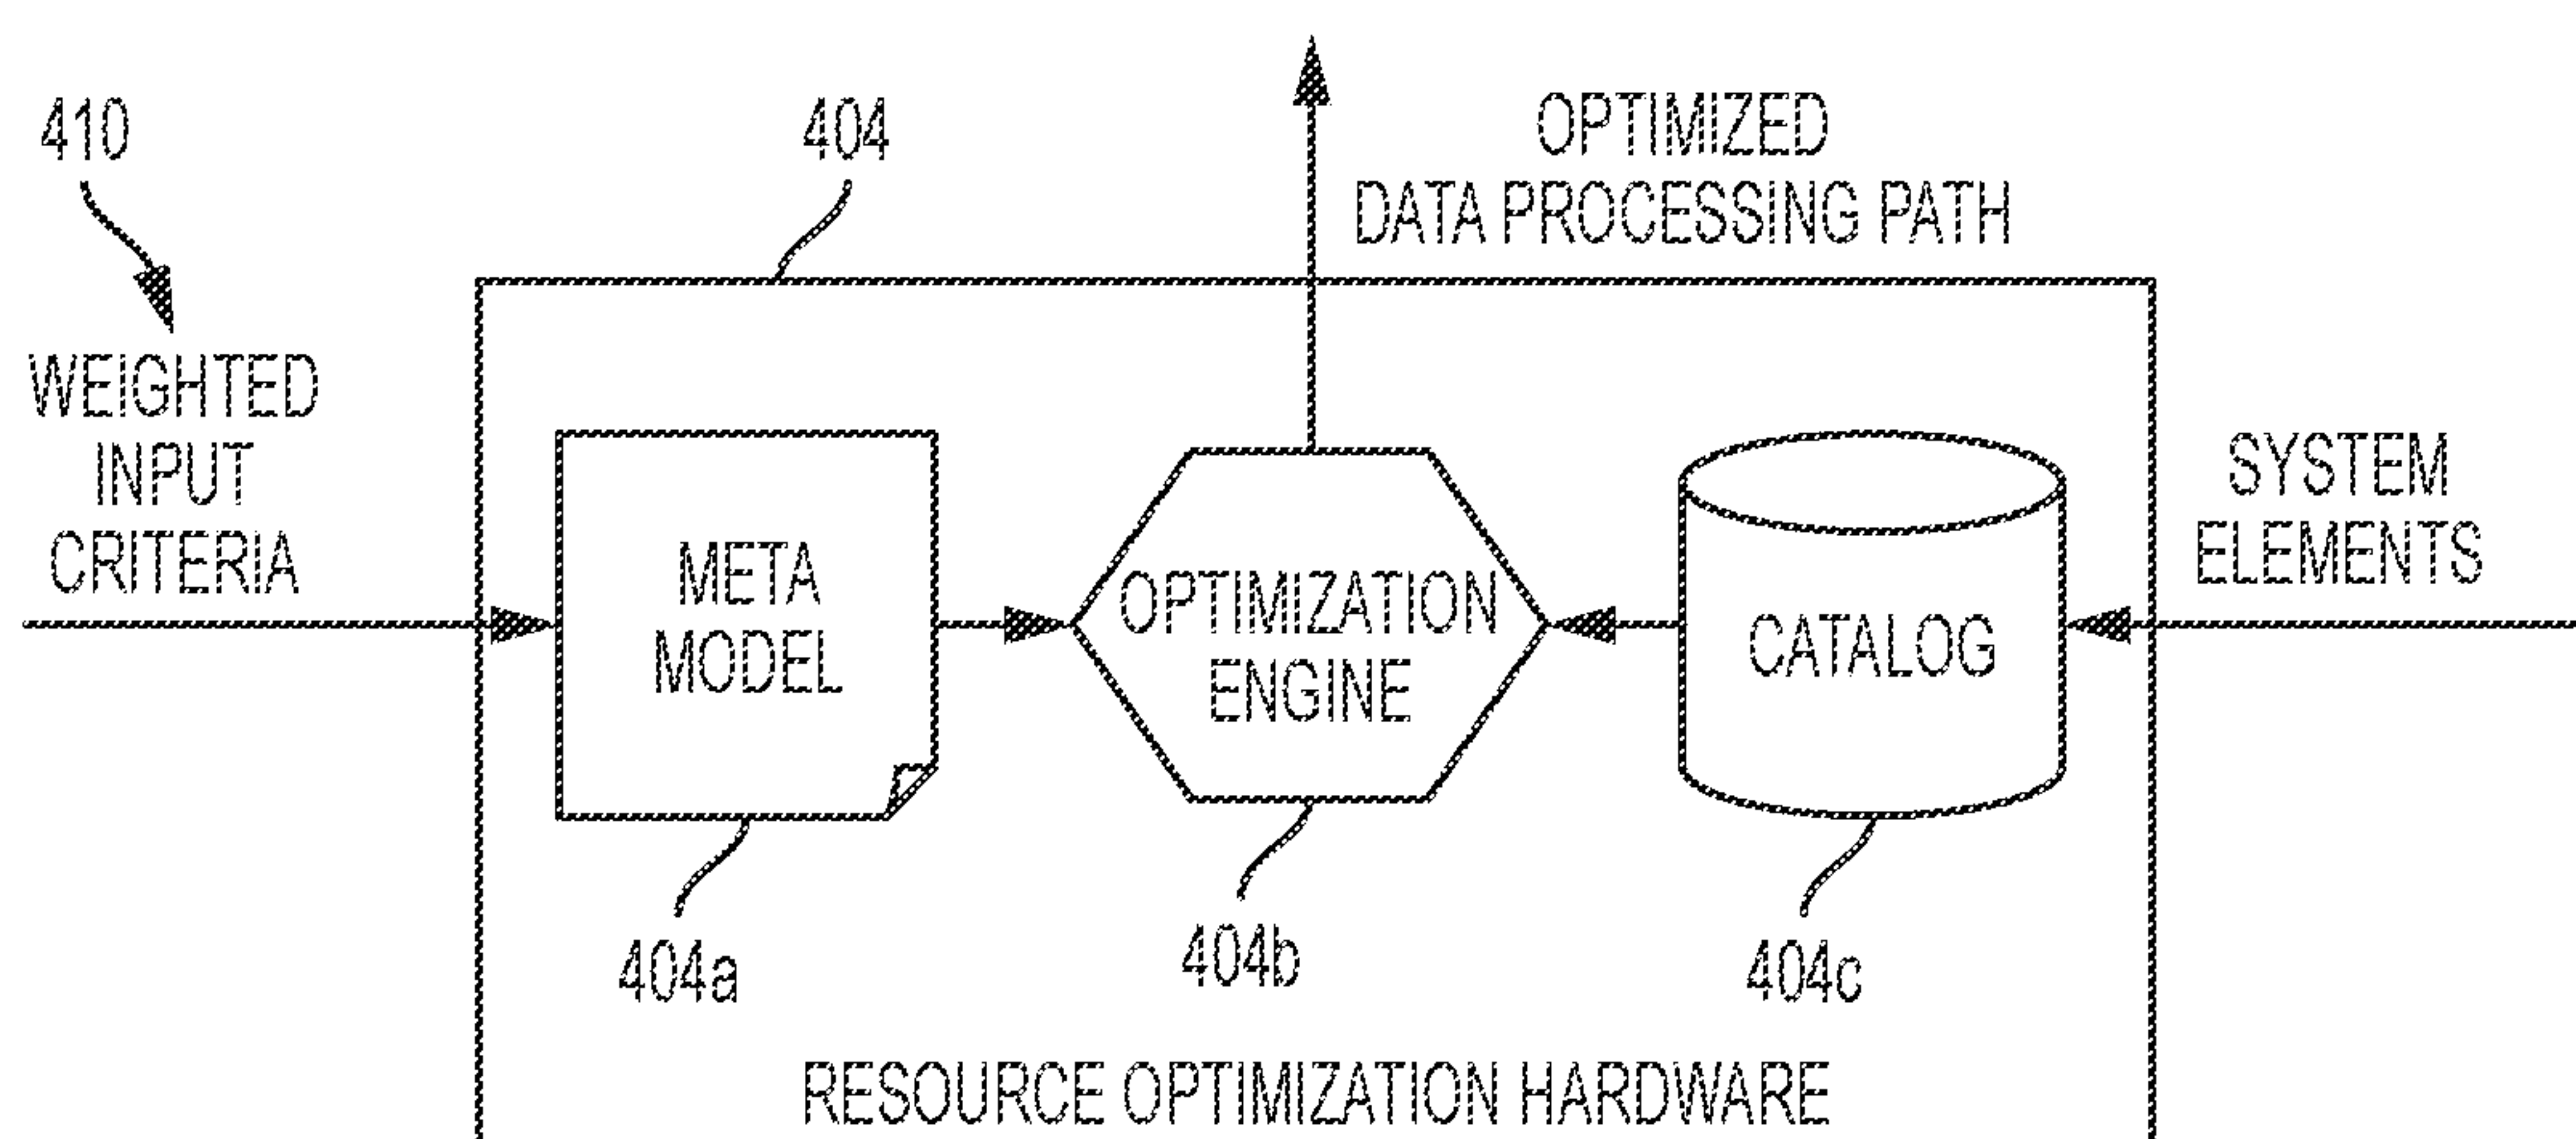 410
404
OPTIMIZED
DATA PROCESSING PATH
WEIGHTED
INPUT
CRITERIA
META
MODEL
OPTIMIZATION
ENGINE
CATALOG
SYSTEM
ELEMENTS
404a
404b
404c
RESOURCE OPTIMIZATION HARDWARE